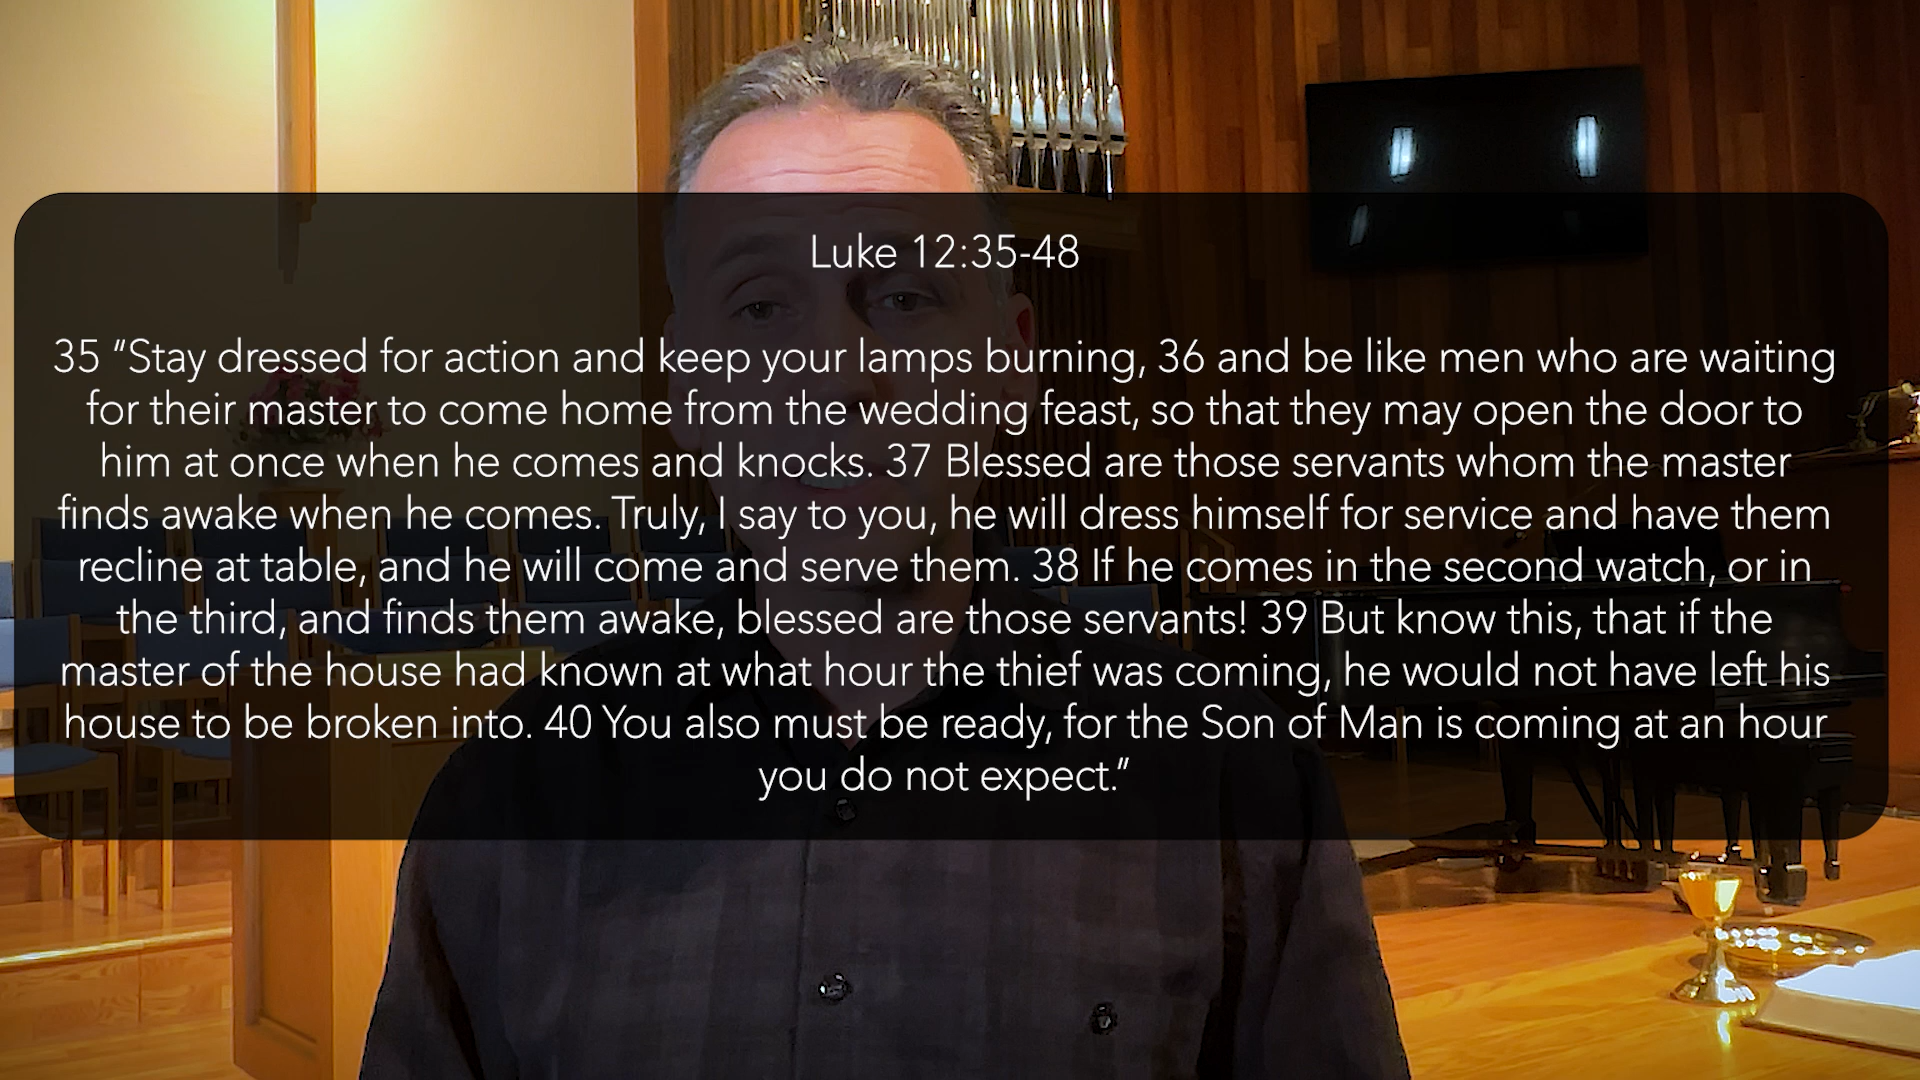 Luke 12:35-48
35 “Stay dressed for action and keep your lamps burning, 36 and be like men who are waiting
for their master to come home from the wedding feast, so that they may open the door to
him at once when he comes and knocks. 37 Blessed are those servants whom the master
finds awake when he comes. Truly, I say to you, he will dress himself for service and have them
recline at table, and he will come and serve them. 38 If he comes in the second watch, or in
the third, and finds them awake, blessed are those servants! 39 But know this, that if the
master of the house had known at what hour the thief was coming, he would not have left his
house to be broken into. 40 You also must be ready, for the Son of Man is coming at an hour
you do not expect.”